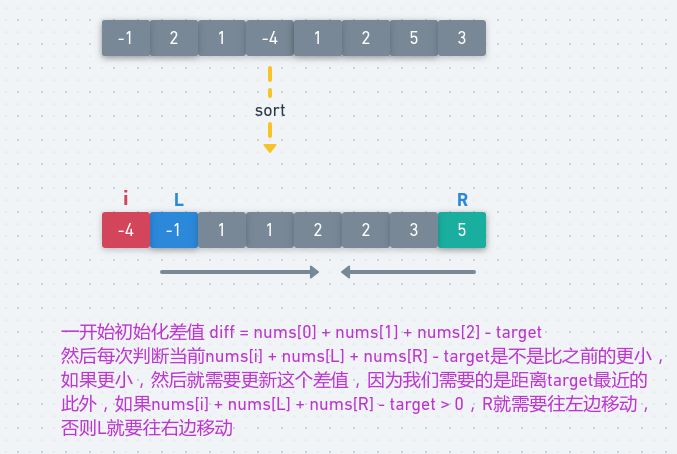 -1 2 1 -4 1 2 5 3
sort
i L R
-4 -1 1 1 2 2 3 5
一开始初始化差值 diff = nums[0] + nums[1] + nums[2] - target
然后每次判断当前nums[i] + nums[L] + nums[R] - target是不是比之前的更小，
如果更小，然后就需要更新这个差值，因为我们需要的是距离target最近的
此外，如果nums[i] + nums[L] + nums[R] - target > 0，R就需要往左边移动，
否则L就要往右边移动